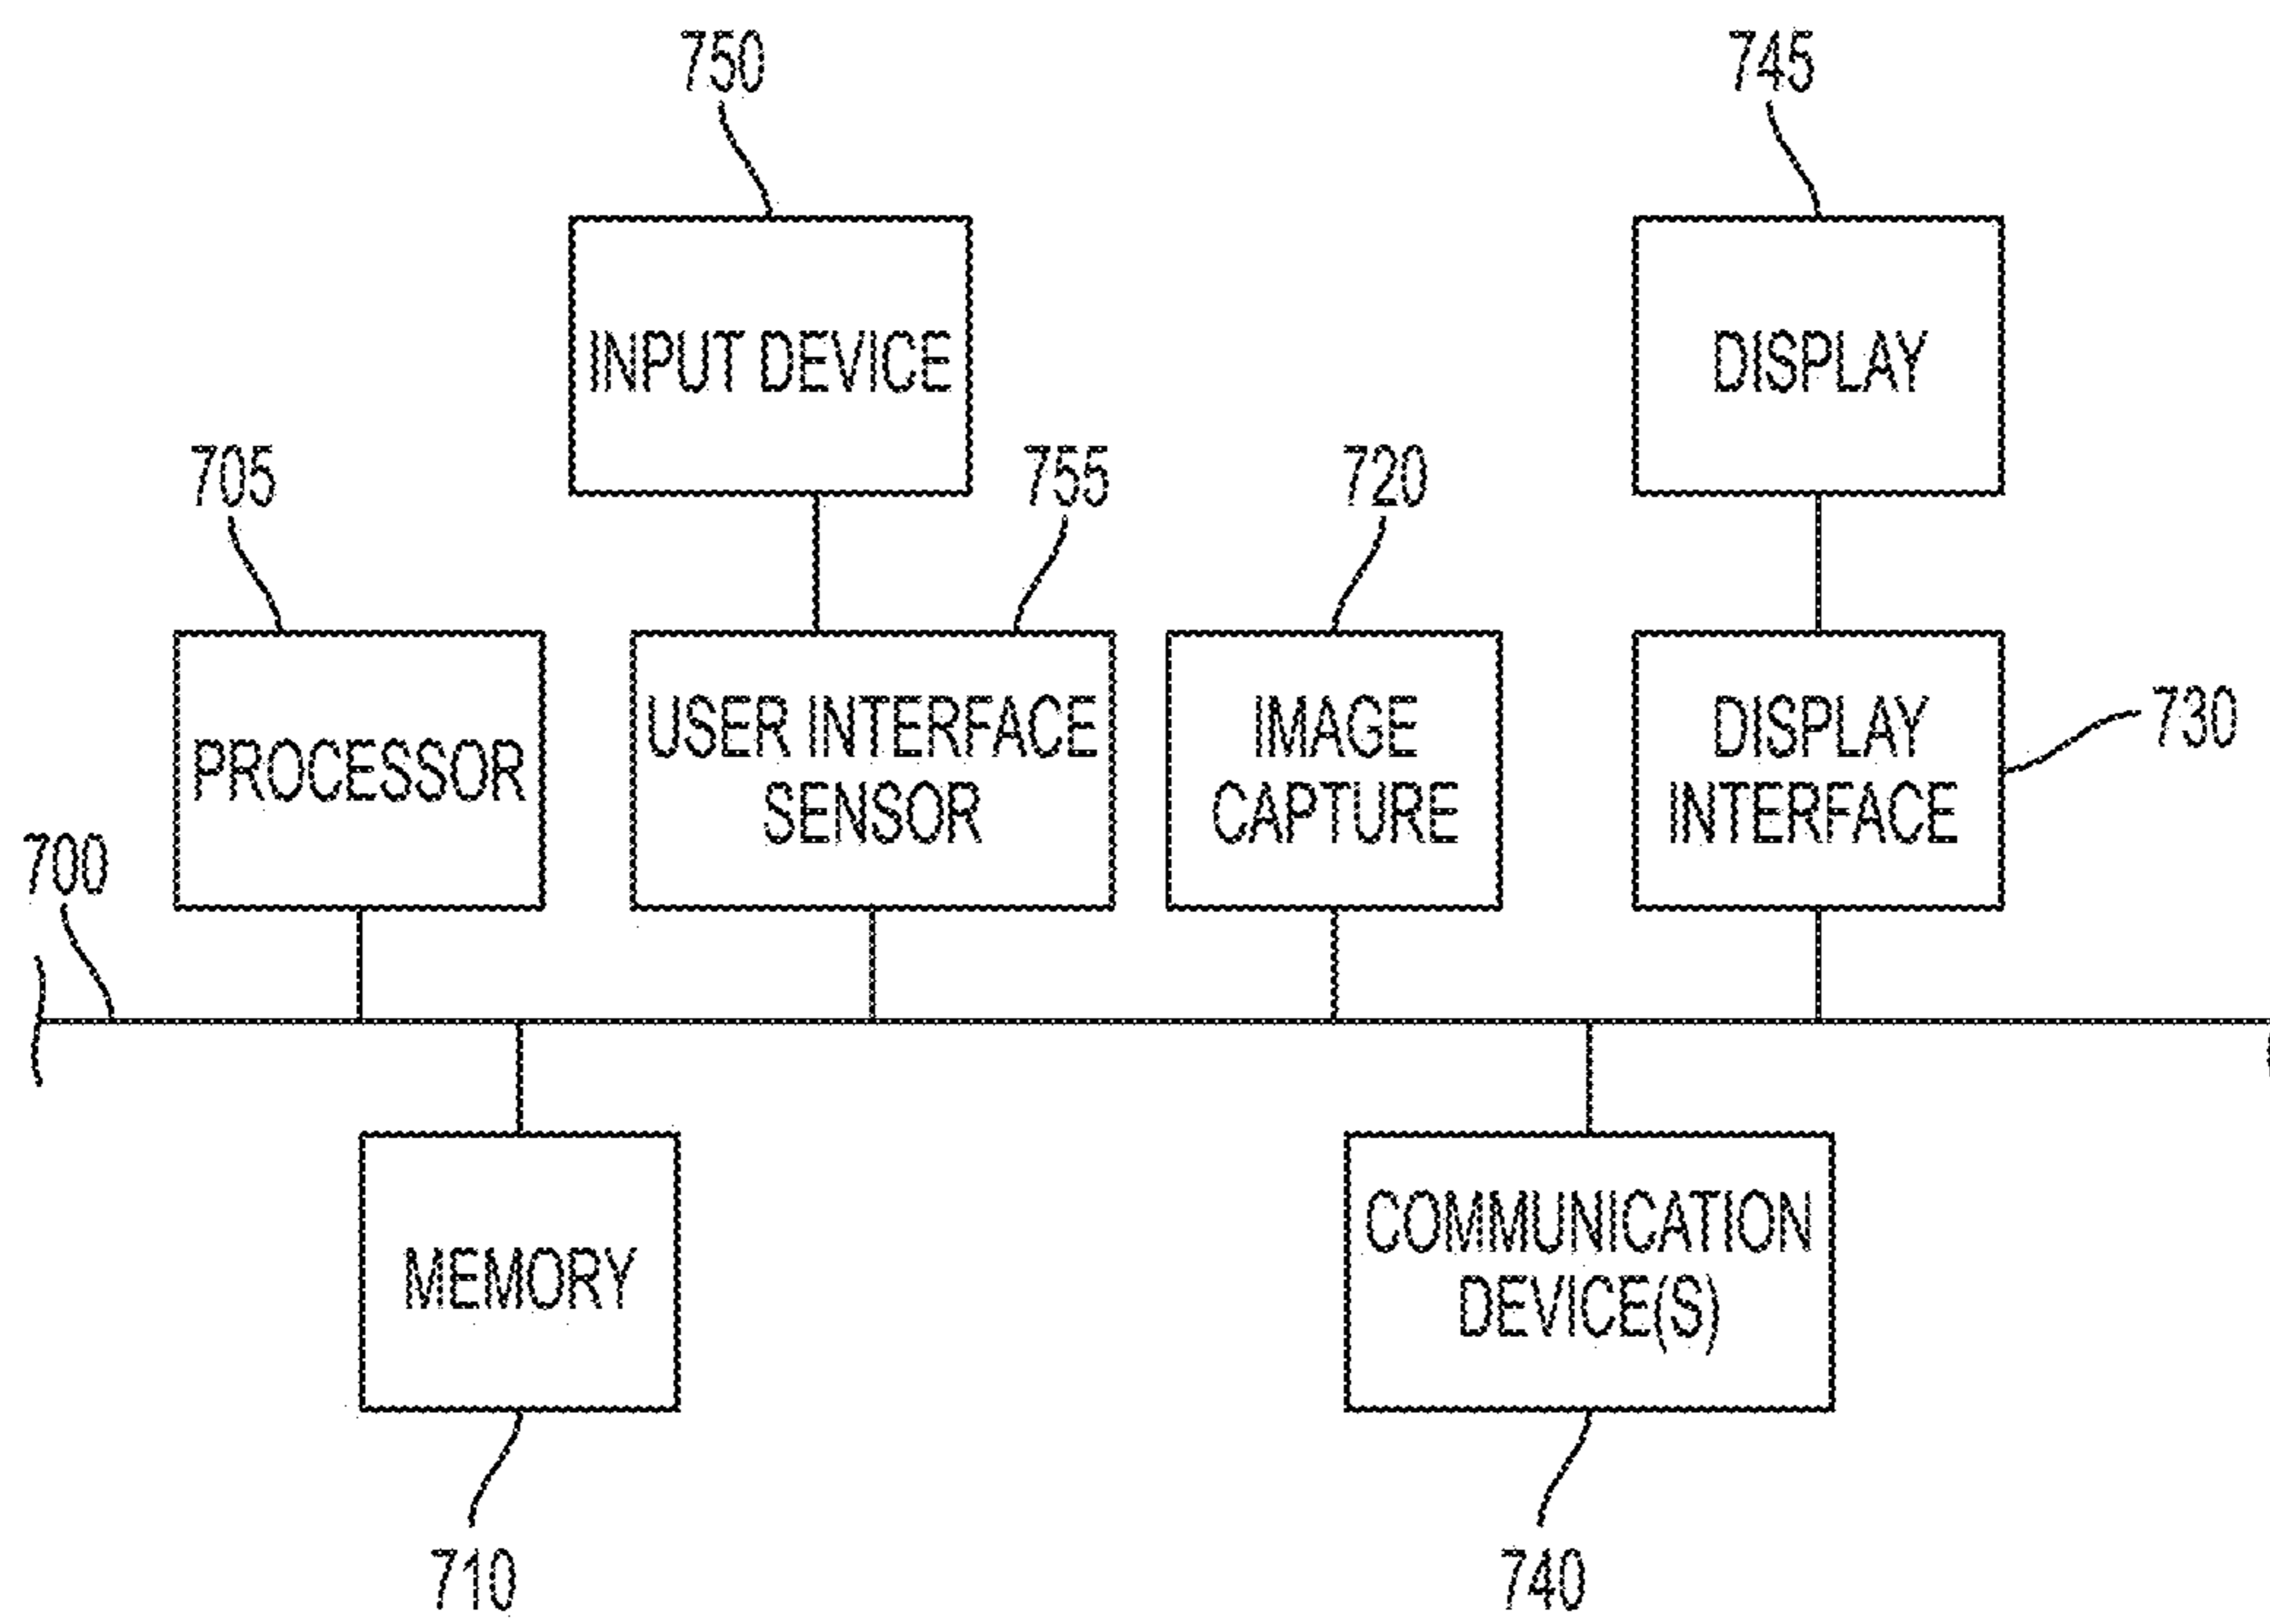 750
745
INPUT DEVICE
DISPLAY
705
755
720
PROCESSOR
USER INTERFACE
SENSOR
IMAGE
CAPTURE
DISPLAY
INTERFACE
730
700
MEMORY
COMMUNICATION
DEVICE(S)
710
740